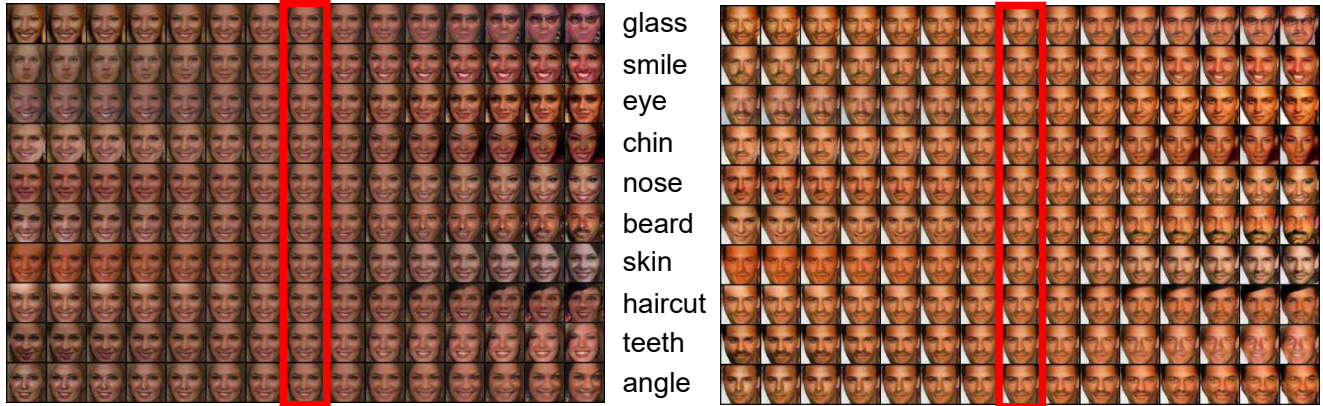 glass
smile
eye
chin
nose
beard
skin
haircut
teeth
angle